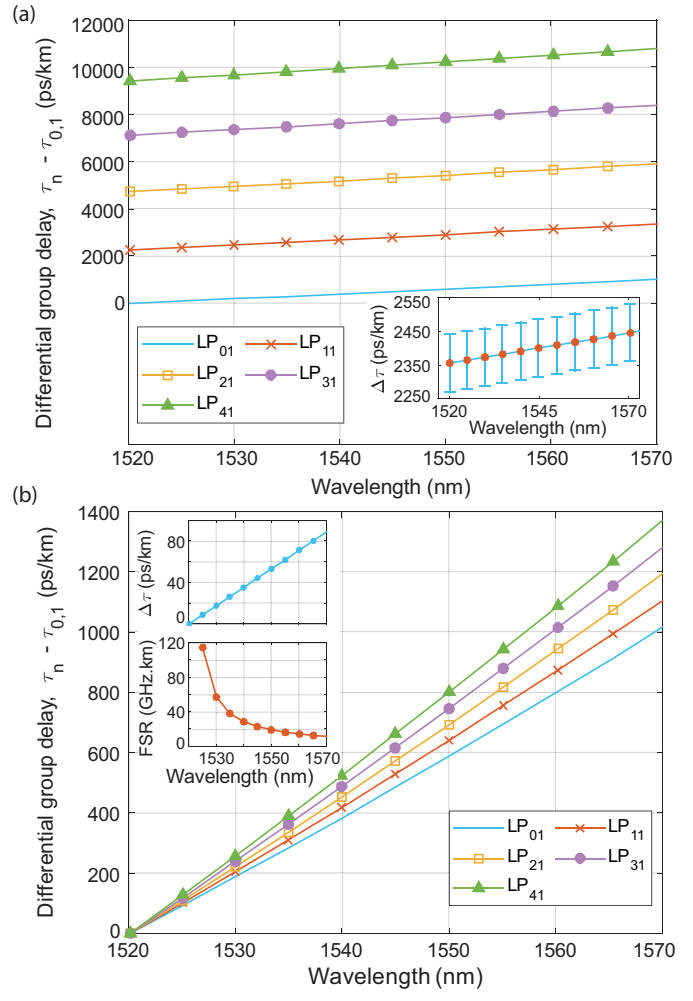 (a)
Differential group delay, τn - τ0,1 (ps/km)
12000
10000
8000
6000
4000
2000
0
LP01 LP11
LP21 LP31
LP41
Δτ (ps/km)
2550
2450
2350
2250
1520 1545 1570
Wavelength (nm)
1520 1530 1540 1550 1560 1570
Wavelength (nm)
(b)
Differential group delay, τn - τ0,1 (ps/km)
1400
1200
1000
800
600
400
200
0
Δτ (ps/km)
80
40
0
FSR (GHz.km)
120
80
40
0
1530 1550 1570
Wavelength (nm)
LP01 LP11
LP21 LP31
LP41
1520 1530 1540 1550 1560 1570
Wavelength (nm)